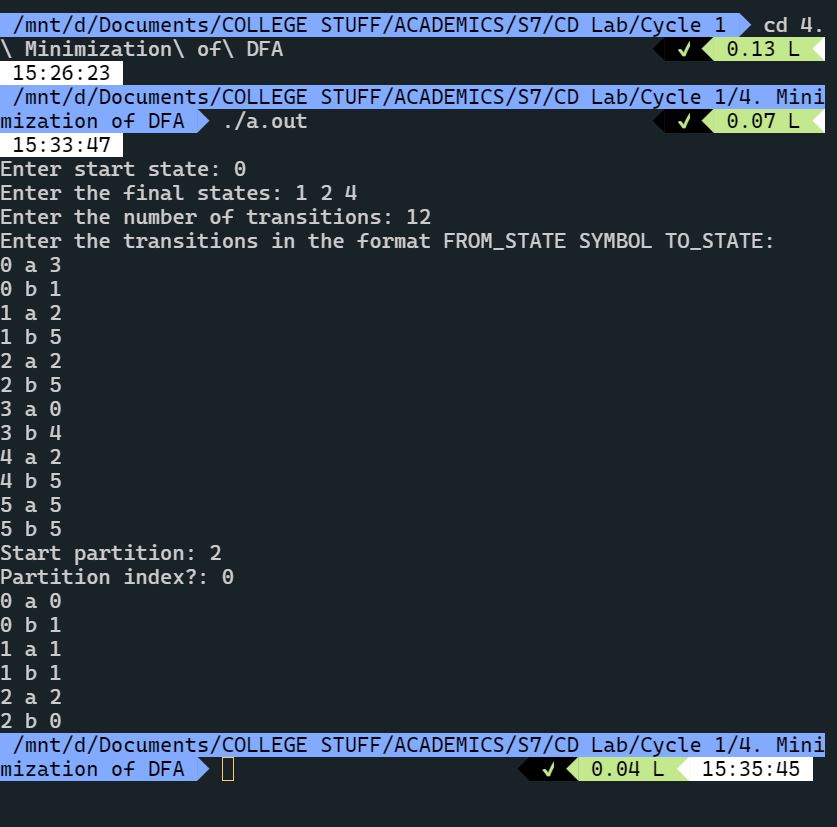 /mnt/d/Documents/COLLEGE STUFF/ACADEMICS/S7/CD Lab/Cycle 1 cd 4.
\ Minimization\ of\ DFA ✓ 0.13 L
15:26:23
/mnt/d/Documents/COLLEGE STUFF/ACADEMICS/S7/CD Lab/Cycle 1/4. Mini
mization of DFA ./a.out ✓ 0.07 L
15:33:47
Enter start state: 0
Enter the final states: 1 2 4
Enter the number of transitions: 12
Enter the transitions in the format FROM_STATE SYMBOL TO_STATE:
0 a 3
0 b 1
1 a 2
1 b 5
2 a 2
2 b 5
3 a 0
3 b 4
4 a 2
4 b 5
5 a 5
5 b 5
Start partition: 2
Partition index?: 0
0 a 0
0 b 1
1 a 1
1 b 1
2 a 2
2 b 0
/mnt/d/Documents/COLLEGE STUFF/ACADEMICS/S7/CD Lab/Cycle 1/4. Mini
mization of DFA ✓ 0.04 L 15:35:45